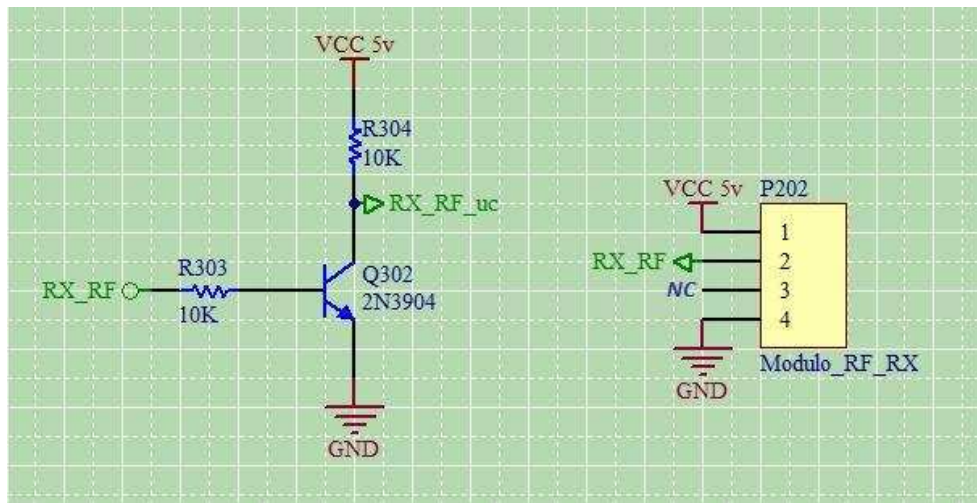 VCC 5v
R304
10K
RX_RF_uc
R303
RX_RF
10K
Q302
2N3904
GND
VCC 5v
P202
1
RX_RF
2
NC
3
4
Modulo_RF_RX
GND